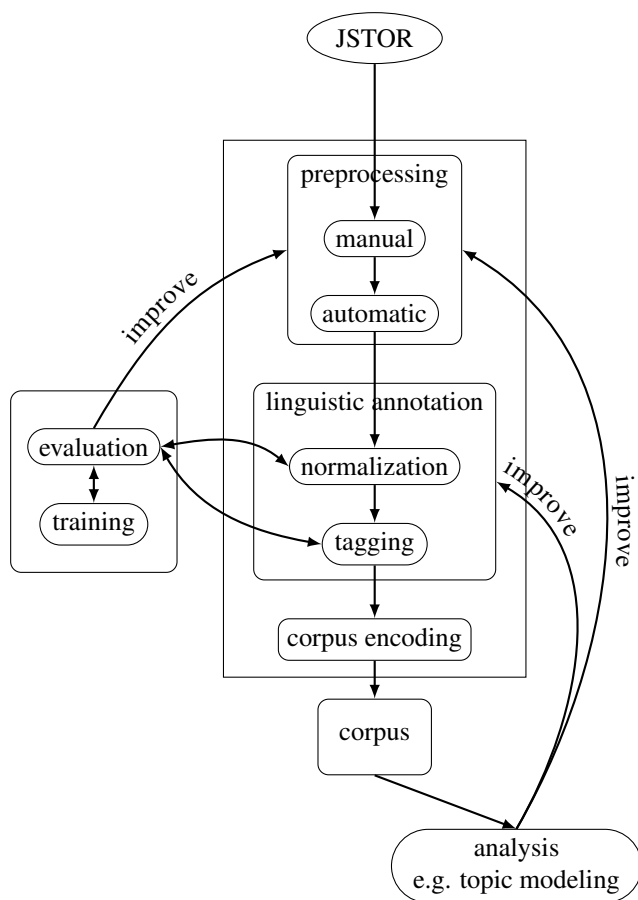 JSTOR
preprocessing
manual
automatic
improve
linguistic annotation
evaluation
normalization
training
tagging
improve
improve
corpus encoding
corpus
analysis
e.g. topic modeling